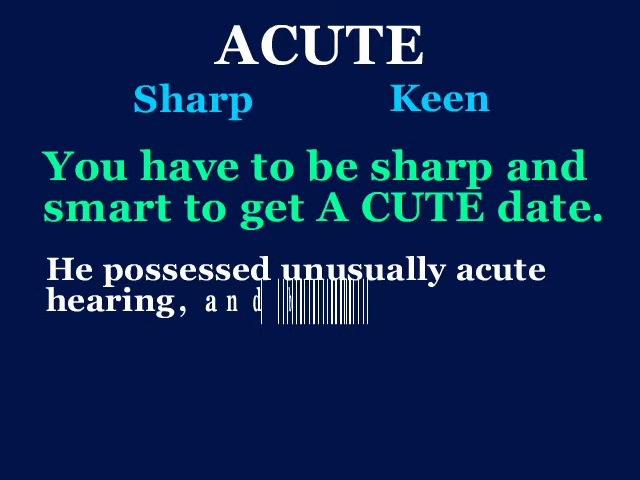 ACUTE
Sharp Keen
You have to be sharp and
smart to get A CUTE date.
He possessed unusually acute
hearing, and